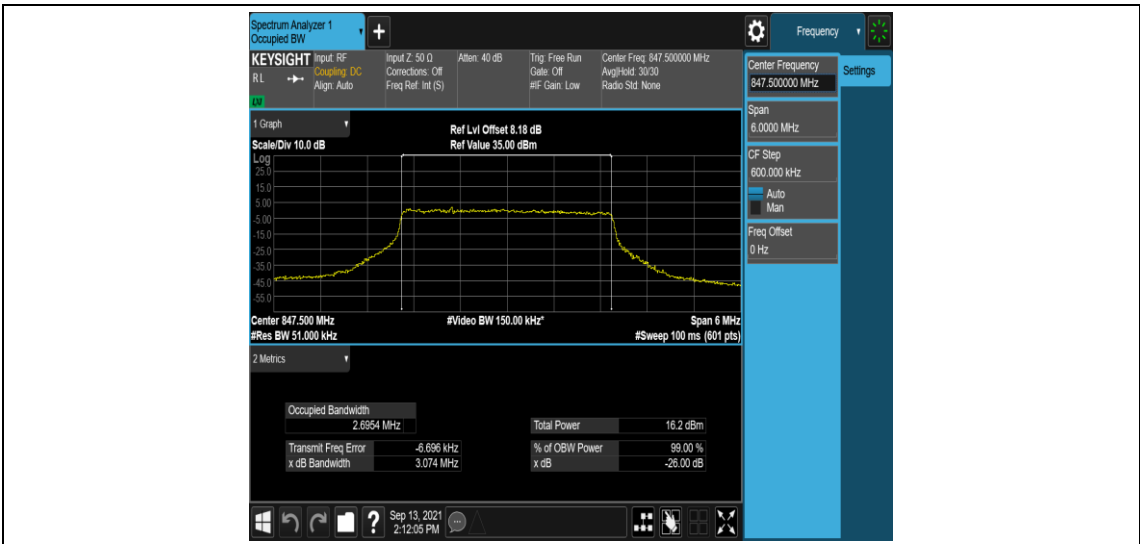 Spectrum Analyzer 1
Occupied BW
+
Frequency
KEYSIGHT
RL
LXI
Input: RF
Coupling: DC
Align: Auto
Input Z: 50 Ω
Corrections: Off
Freq Ref: Int (S)
Atten: 40 dB
Trig: Free Run
Gate: Off
#IF Gain: Low
Center Freq: 847.500000 MHz
Avg|Hold: 30/30
Radio Std: None
Center Frequency
847.500000 MHz
Settings
Span
6.0000 MHz
CF Step
600.000 kHz
Auto
Man
Freq Offset
0 Hz
1 Graph
Ref Lvl Offset 8.18 dB
Scale/Div 10.0 dB
Ref Value 35.00 dBm
Log
25.0
15.0
5.00
-5.00
-15.0
-25.0
-35.0
-45.0
-55.0
Center 847.500 MHz
#Video BW 150.00 kHz*
Span 6 MHz
#Res BW 51.000 kHz
#Sweep 100 ms (601 pts)
2 Metrics
Occupied Bandwidth
2.6954 MHz
Total Power 16.2 dBm
Transmit Freq Error -6.696 kHz
% of OBW Power 99.00 %
x dB Bandwidth 3.074 MHz
x dB -26.00 dB
?
Sep 13, 2021
2:12:05 PM